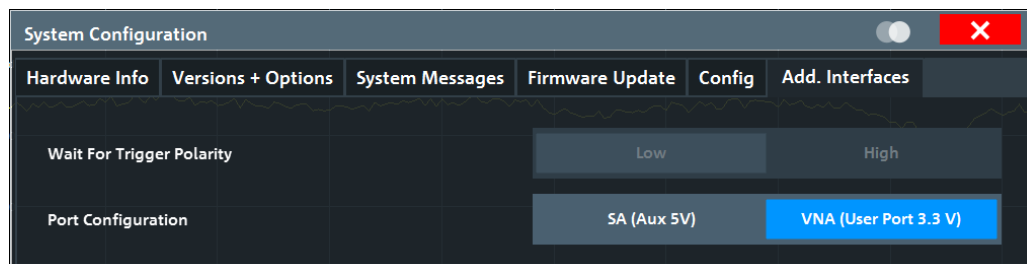 System Configuration
Hardware Info Versions + Options System Messages Firmware Update Config Add. Interfaces
Wait For Trigger Polarity Low High
Port Configuration SA (Aux 5V) VNA (User Port 3.3 V)